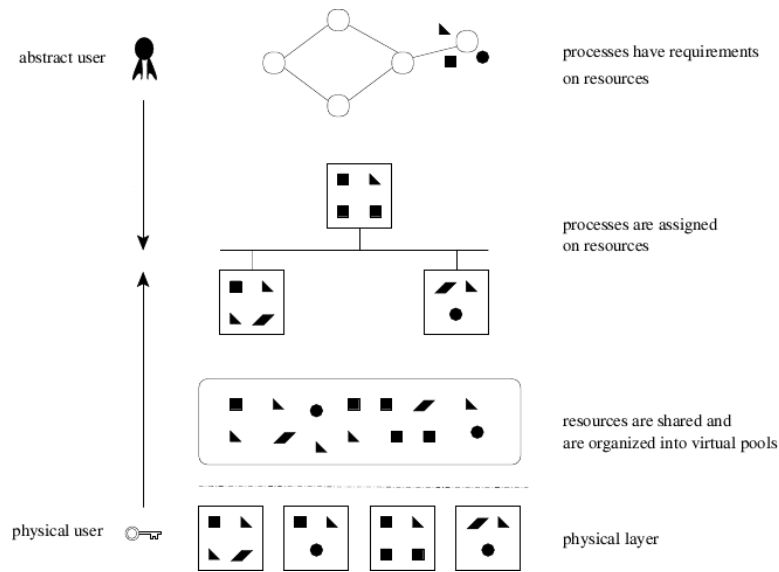 abstract user
processes have requirements
on resources
processes are assigned
on resources
resources are shared and
are organized into virtual pools
physical user
physical layer